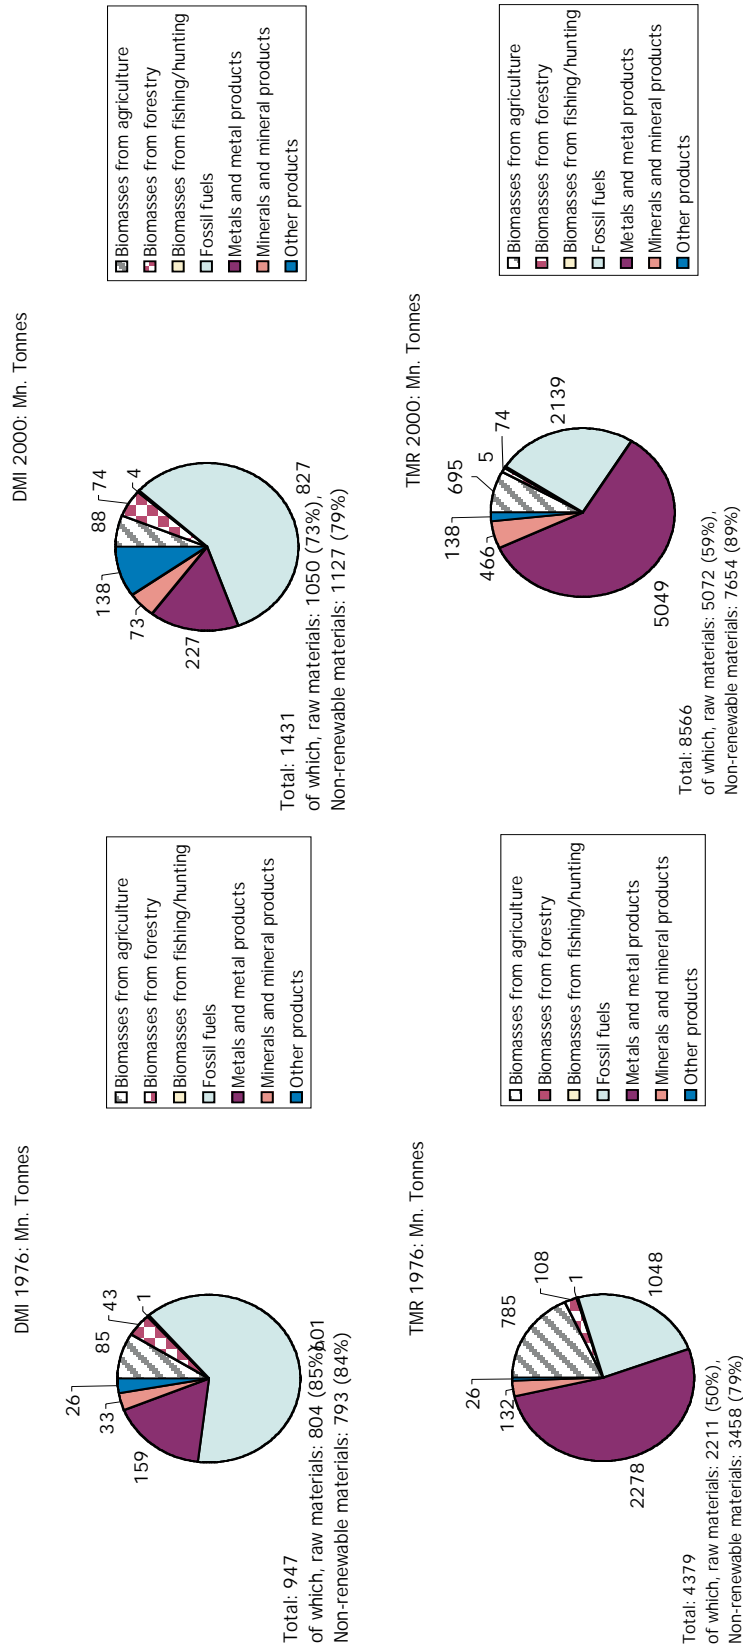 DMI 1976: Mn. Tonnes
26
85
43
1
33
159
601
Biomasses from agriculture
Biomasses from forestry
Biomasses from fishing/hunting
Fossil fuels
Metals and metal products
Minerals and mineral products
Other products
Total: 947
of which, raw materials: 804 (85%),
Non-renewable materials: 793 (84%)
DMI 2000: Mn. Tonnes
138
88
74
4
73
227
827
Biomasses from agriculture
Biomasses from forestry
Biomasses from fishing/hunting
Fossil fuels
Metals and metal products
Minerals and mineral products
Other products
Total: 1431
of which, raw materials: 1050 (73%),
Non-renewable materials: 1127 (79%)
TMR 1976: Mn. Tonnes
26
785
108
1
132
1048
2278
Biomasses from agriculture
Biomasses from forestry
Biomasses from fishing/hunting
Fossil fuels
Metals and metal products
Minerals and mineral products
Other products
Total: 4379
of which, raw materials: 2211 (50%),
Non-renewable materials: 3458 (79%)
TMR 2000: Mn. Tonnes
138
695
5
74
466
2139
5049
Biomasses from agriculture
Biomasses from forestry
Biomasses from fishing/hunting
Fossil fuels
Metals and metal products
Minerals and mineral products
Other products
Total: 8566
of which, raw materials: 5072 (59%),
Non-renewable materials: 7654 (89%)